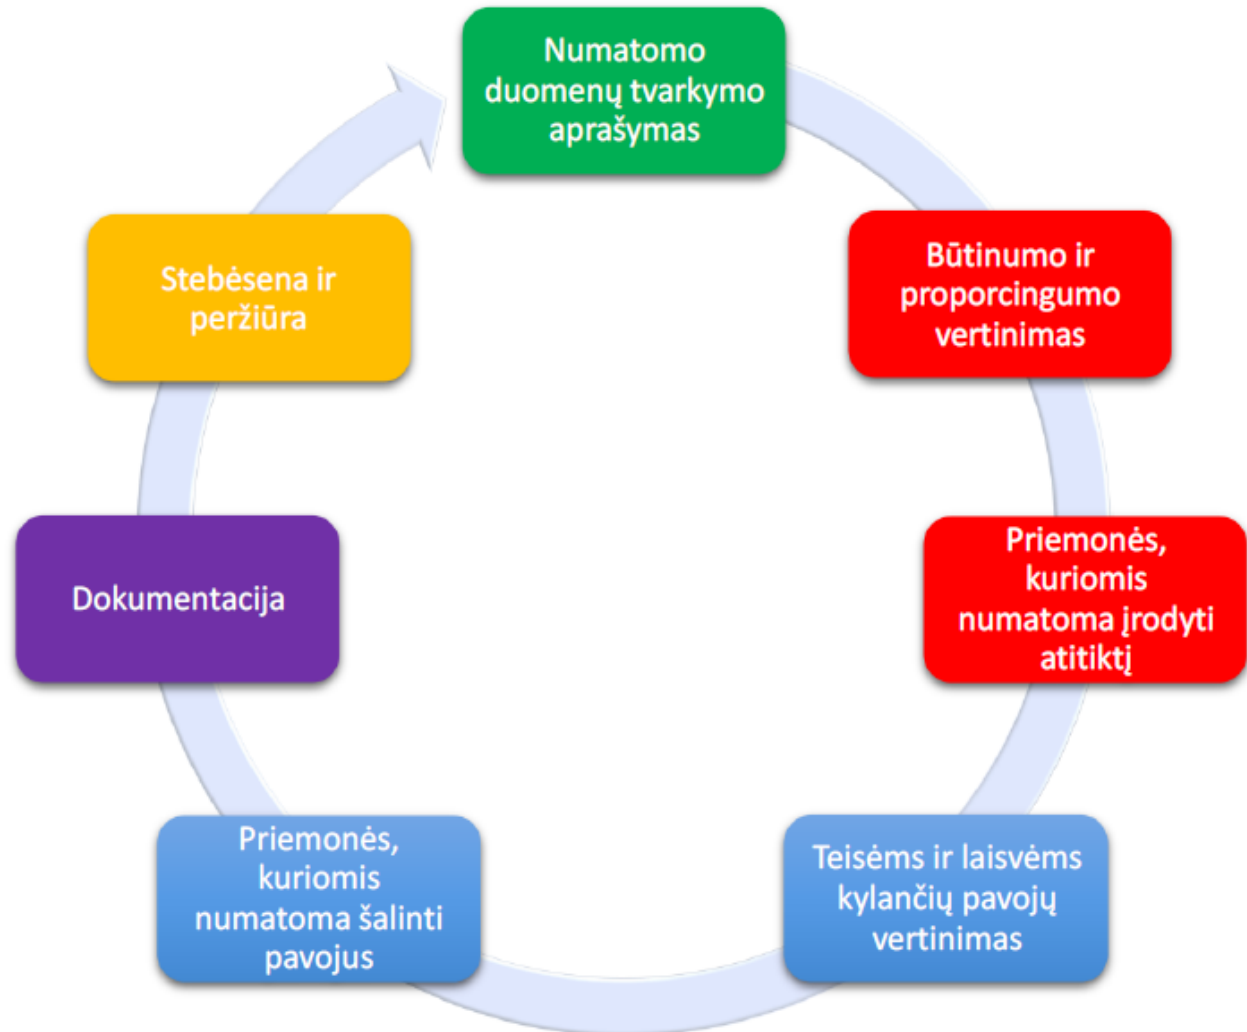 Numatomo
duomenų tvarkymo
aprašymas
Būtinumo ir
proporcingumo
vertinimas
Priemonės,
kuriomis
numatoma įrodyti
atitiktį
Teisėms ir laisvėms
kylančių pavojų
vertinimas
Priemonės,
kuriomis
numatoma šalinti
pavojus
Dokumentacija
Stebėsena ir
peržiūra